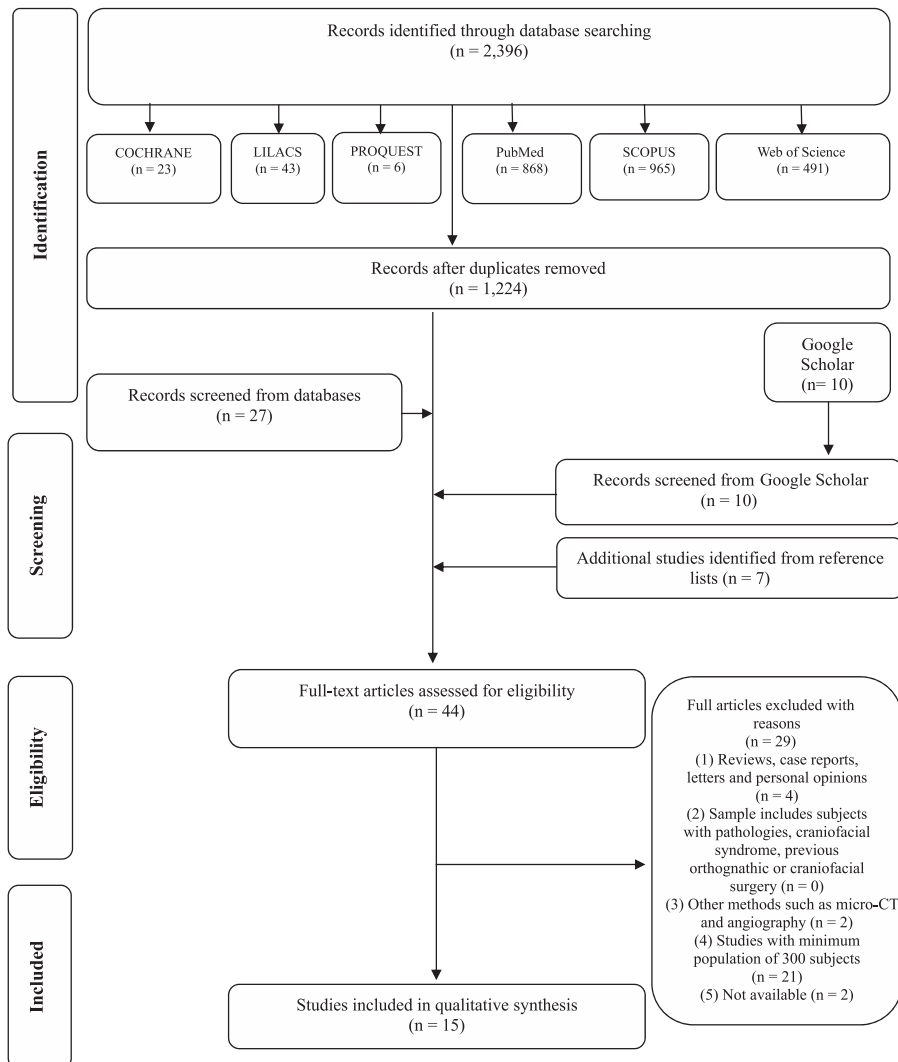 Identification
Records identified through database searching
(n = 2,396)
COCHRANE
(n = 23)
LILACS
(n = 43)
PROQUEST
(n = 6)
PubMed
(n = 868)
SCOPUS
(n = 965)
Web of Science
(n = 491)
Records after duplicates removed
(n = 1,224)
Google
Scholar
(n= 10)
Records screened from databases
(n = 27)
Screening
Records screened from Google Scholar
(n = 10)
Additional studies identified from reference
lists (n = 7)
Eligibility
Full-text articles assessed for eligibility
(n = 44)
Full articles excluded with
reasons
(n = 29)
(1) Reviews, case reports,
letters and personal opinions
(n = 4)
(2) Sample includes subjects
with pathologies, craniofacial
syndrome, previous
orthognathic or craniofacial
surgery (n = 0)
(3) Other methods such as micro-CT
and angiography (n = 2)
(4) Studies with minimum
population of 300 subjects
(n = 21)
(5) Not available (n = 2)
Included
Studies included in qualitative synthesis
(n = 15)